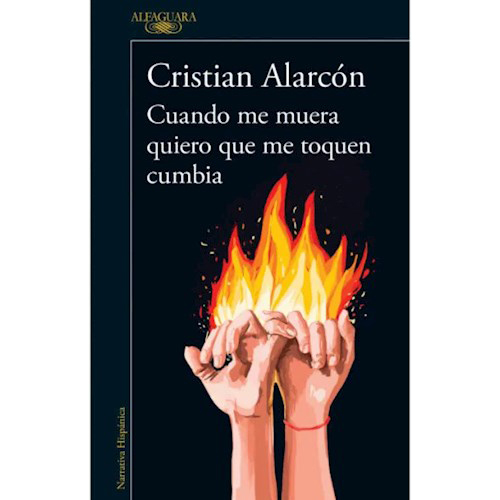 ALFAGUARA
Cristian Alarcón
Cuando me muera
quiero que me toquen
cumbia
Narrativa Hispánica